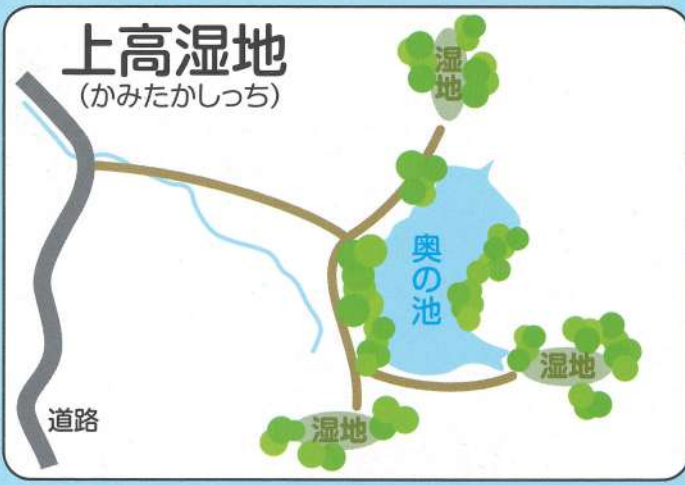 上高湿地
(かみたかしっち)
湿地
奥の池
湿地
道路
湿地